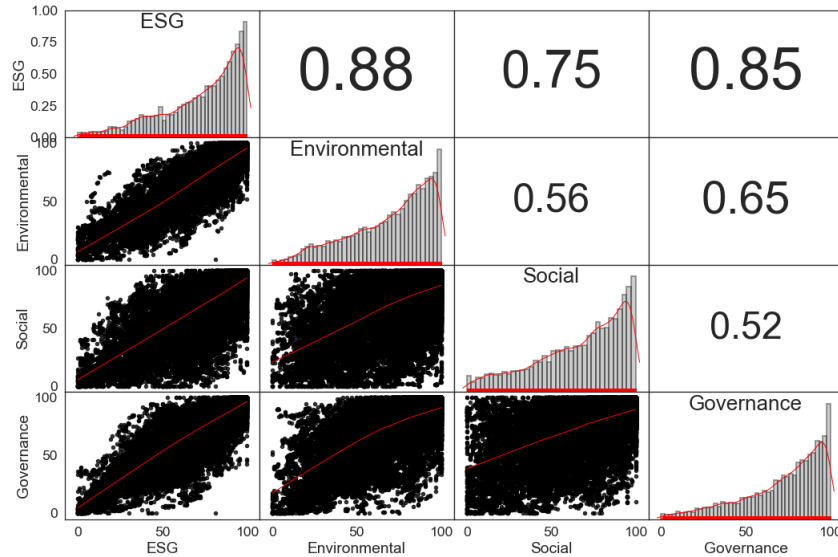 1.00
ESG
0.75
0.50
0.25
0.00
ESG
0.88
0.75
0.85
100
50
0
Environmental
Environmental
0.56
0.65
100
50
0
Social
Social
0.52
100
50
0
Governance
Governance
0 50 100
0 50 100
0 50 100
0 50 100
ESG
Environmental
Social
Governance